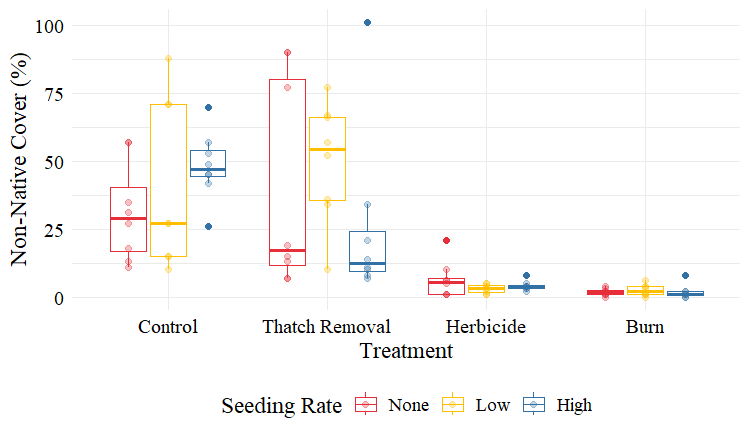 Non-Native Cover (%)
100
75
50
25
0
Control Thatch Removal Herbicide Burn
Treatment
Seeding Rate None Low High